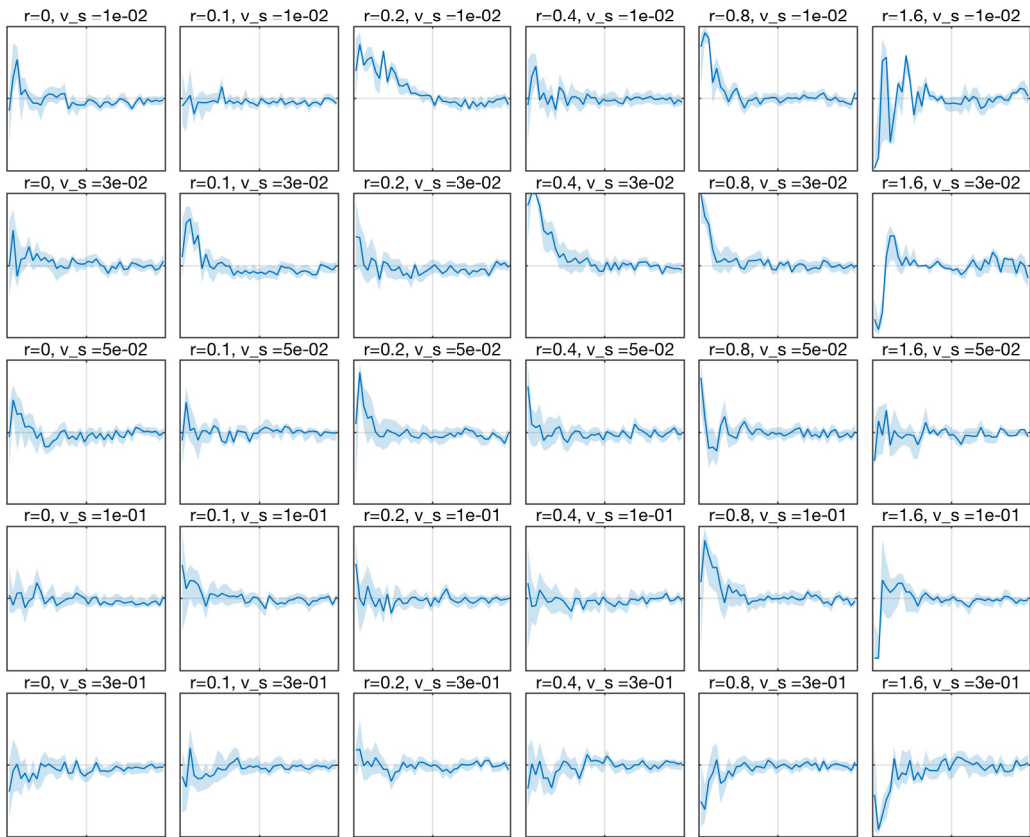 r=0, v_s =1e-02
r=0.1, v_s =1e-02
r=0.2, v_s =1e-02
r=0.4, v_s =1e-02
r=0.8, v_s =1e-02
r=1.6, v_s =1e-02
r=0, v_s =3e-02
r=0.1, v_s =3e-02
r=0.2, v_s =3e-02
r=0.4, v_s =3e-02
r=0.8, v_s =3e-02
r=1.6, v_s =3e-02
r=0, v_s =5e-02
r=0.1, v_s =5e-02
r=0.2, v_s =5e-02
r=0.4, v_s =5e-02
r=0.8, v_s =5e-02
r=1.6, v_s =5e-02
r=0, v_s =1e-01
r=0.1, v_s =1e-01
r=0.2, v_s =1e-01
r=0.4, v_s =1e-01
r=0.8, v_s =1e-01
r=1.6, v_s =1e-01
r=0, v_s =3e-01
r=0.1, v_s =3e-01
r=0.2, v_s =3e-01
r=0.4, v_s =3e-01
r=0.8, v_s =3e-01
r=1.6, v_s =3e-01